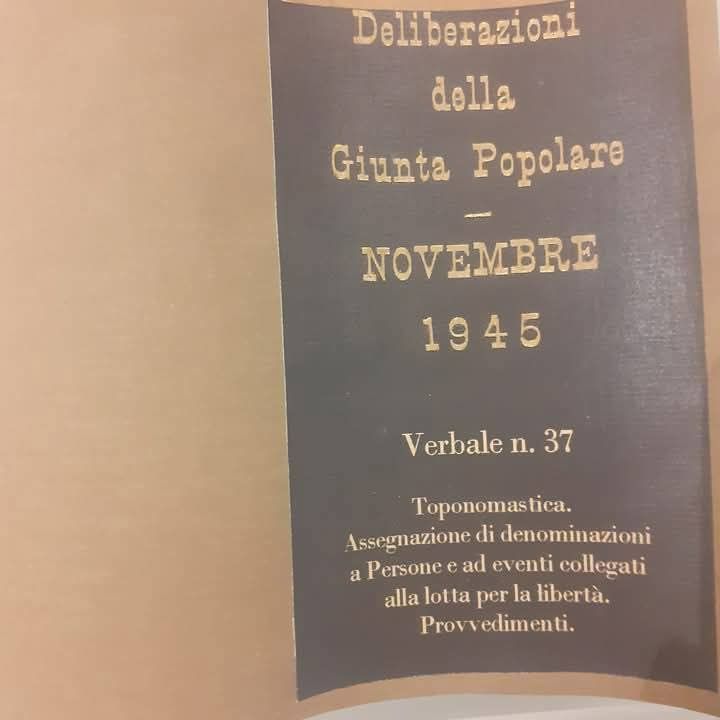 Deliberazioni
della
Giunta Popolare
—
NOVEMBRE
1945
Verbale n. 37
Toponomastica.
Assegnazione di denominazioni
a Persone e ad eventi collegati
alla lotta per la libertà.
Provvedimenti.